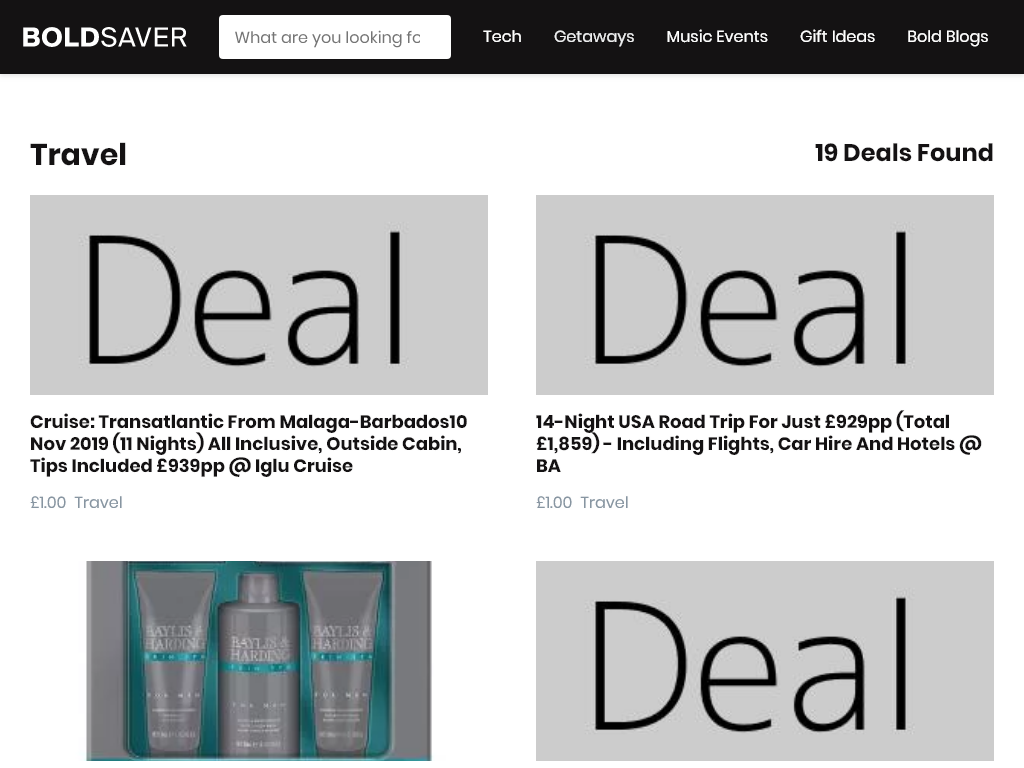 BOLDSAVER
What are you looking fo
Tech
Getaways
Music Events
Gift Ideas
Bold Blogs
Travel
19 Deals Found
Deal
Deal
Cruise: Transatlantic From Malaga-Barbados10
Nov 2019 (11 Nights) All Inclusive, Outside Cabin,
Tips Included £939pp @ Iglu Cruise
£1.00 Travel
14-Night USA Road Trip For Just £929pp (Total
£1,859) - Including Flights, Car Hire And Hotels @
BA
£1.00 Travel
BAYLIS &
HARDING
FOR MEN
BAYLIS &
HARDING
FOR MEN
BAYLIS &
HARDING
FOR MEN
Deal